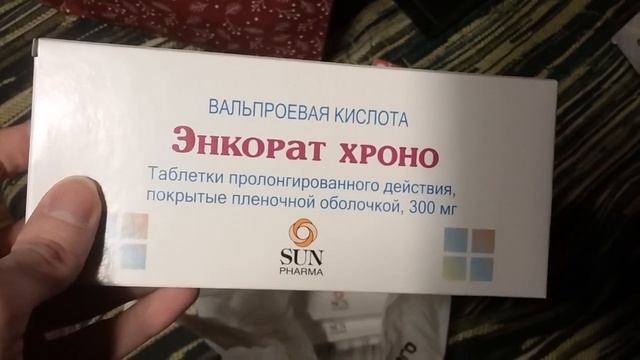 ВАЛЬПРОЕВАЯ КИСЛОТА
Энкорат хроно
Таблетки пролонгированного действия,
покрытые пленочной оболочкой, 300 мг
SUN
PHARMA